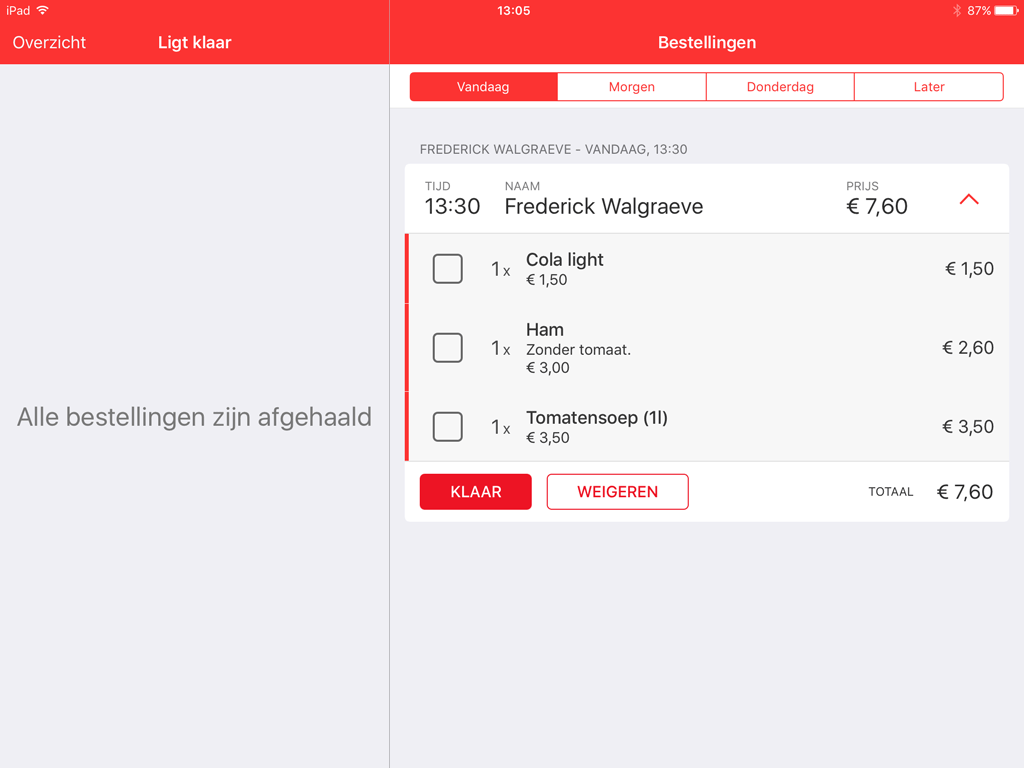 iPad 13:05 87%
Overzicht Ligt klaar Bestellingen
Vandaag Morgen Donderdag Later
FREDERICK WALGRAEVE - VANDAAG, 13:30
TIJD NAAM PRIJS
13:30 Frederick Walgraeve € 7,60
1x Cola light € 1,50
€ 1,50
Ham
1x Zonder tomaat. € 2,60
€ 3,00
Alle bestellingen zijn afgehaald
1x Tomatensoep (1l) € 3,50
€ 3,50
KLAAR WEIGEREN TOTAAL € 7,60